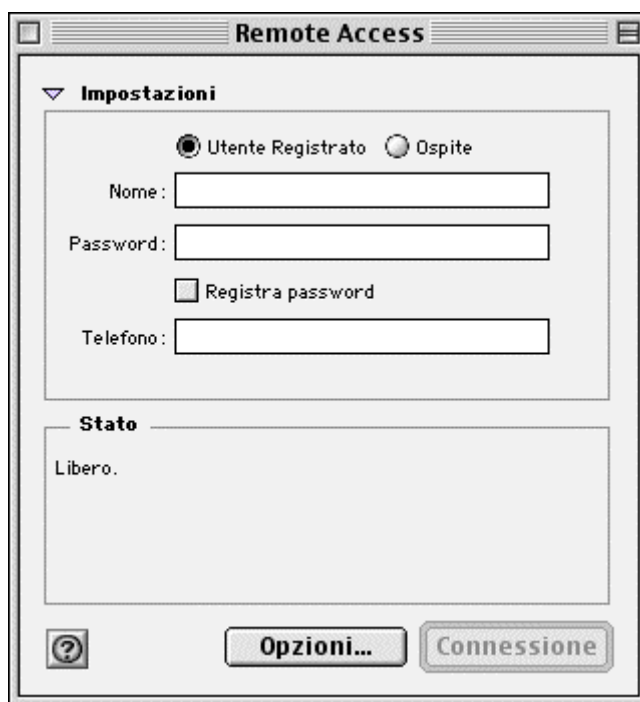 Remote Access
Impostazioni
Utente Registrato Ospite
Nome:
Password:
Registra password
Telefono:
Stato
Libero.
? Opzioni... Connessione